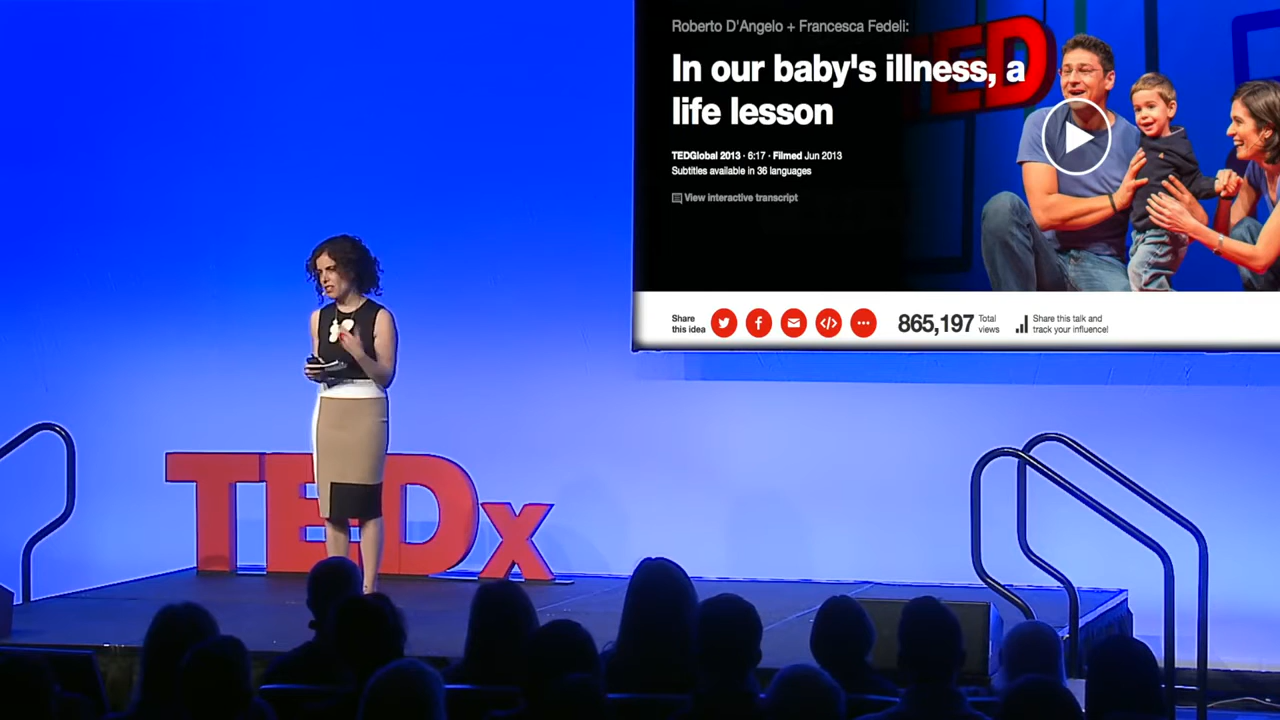 Roberto D'Angelo + Francesca Fedeli:
TED
In our baby's illness, a
life lesson
TEDGlobal 2013 · 6:17 · Filmed Jun 2013
Subtitles available in 36 languages
View interactive transcript
Share
this idea
865,197
Total
views
Share this talk and
track your influence!
TEDx